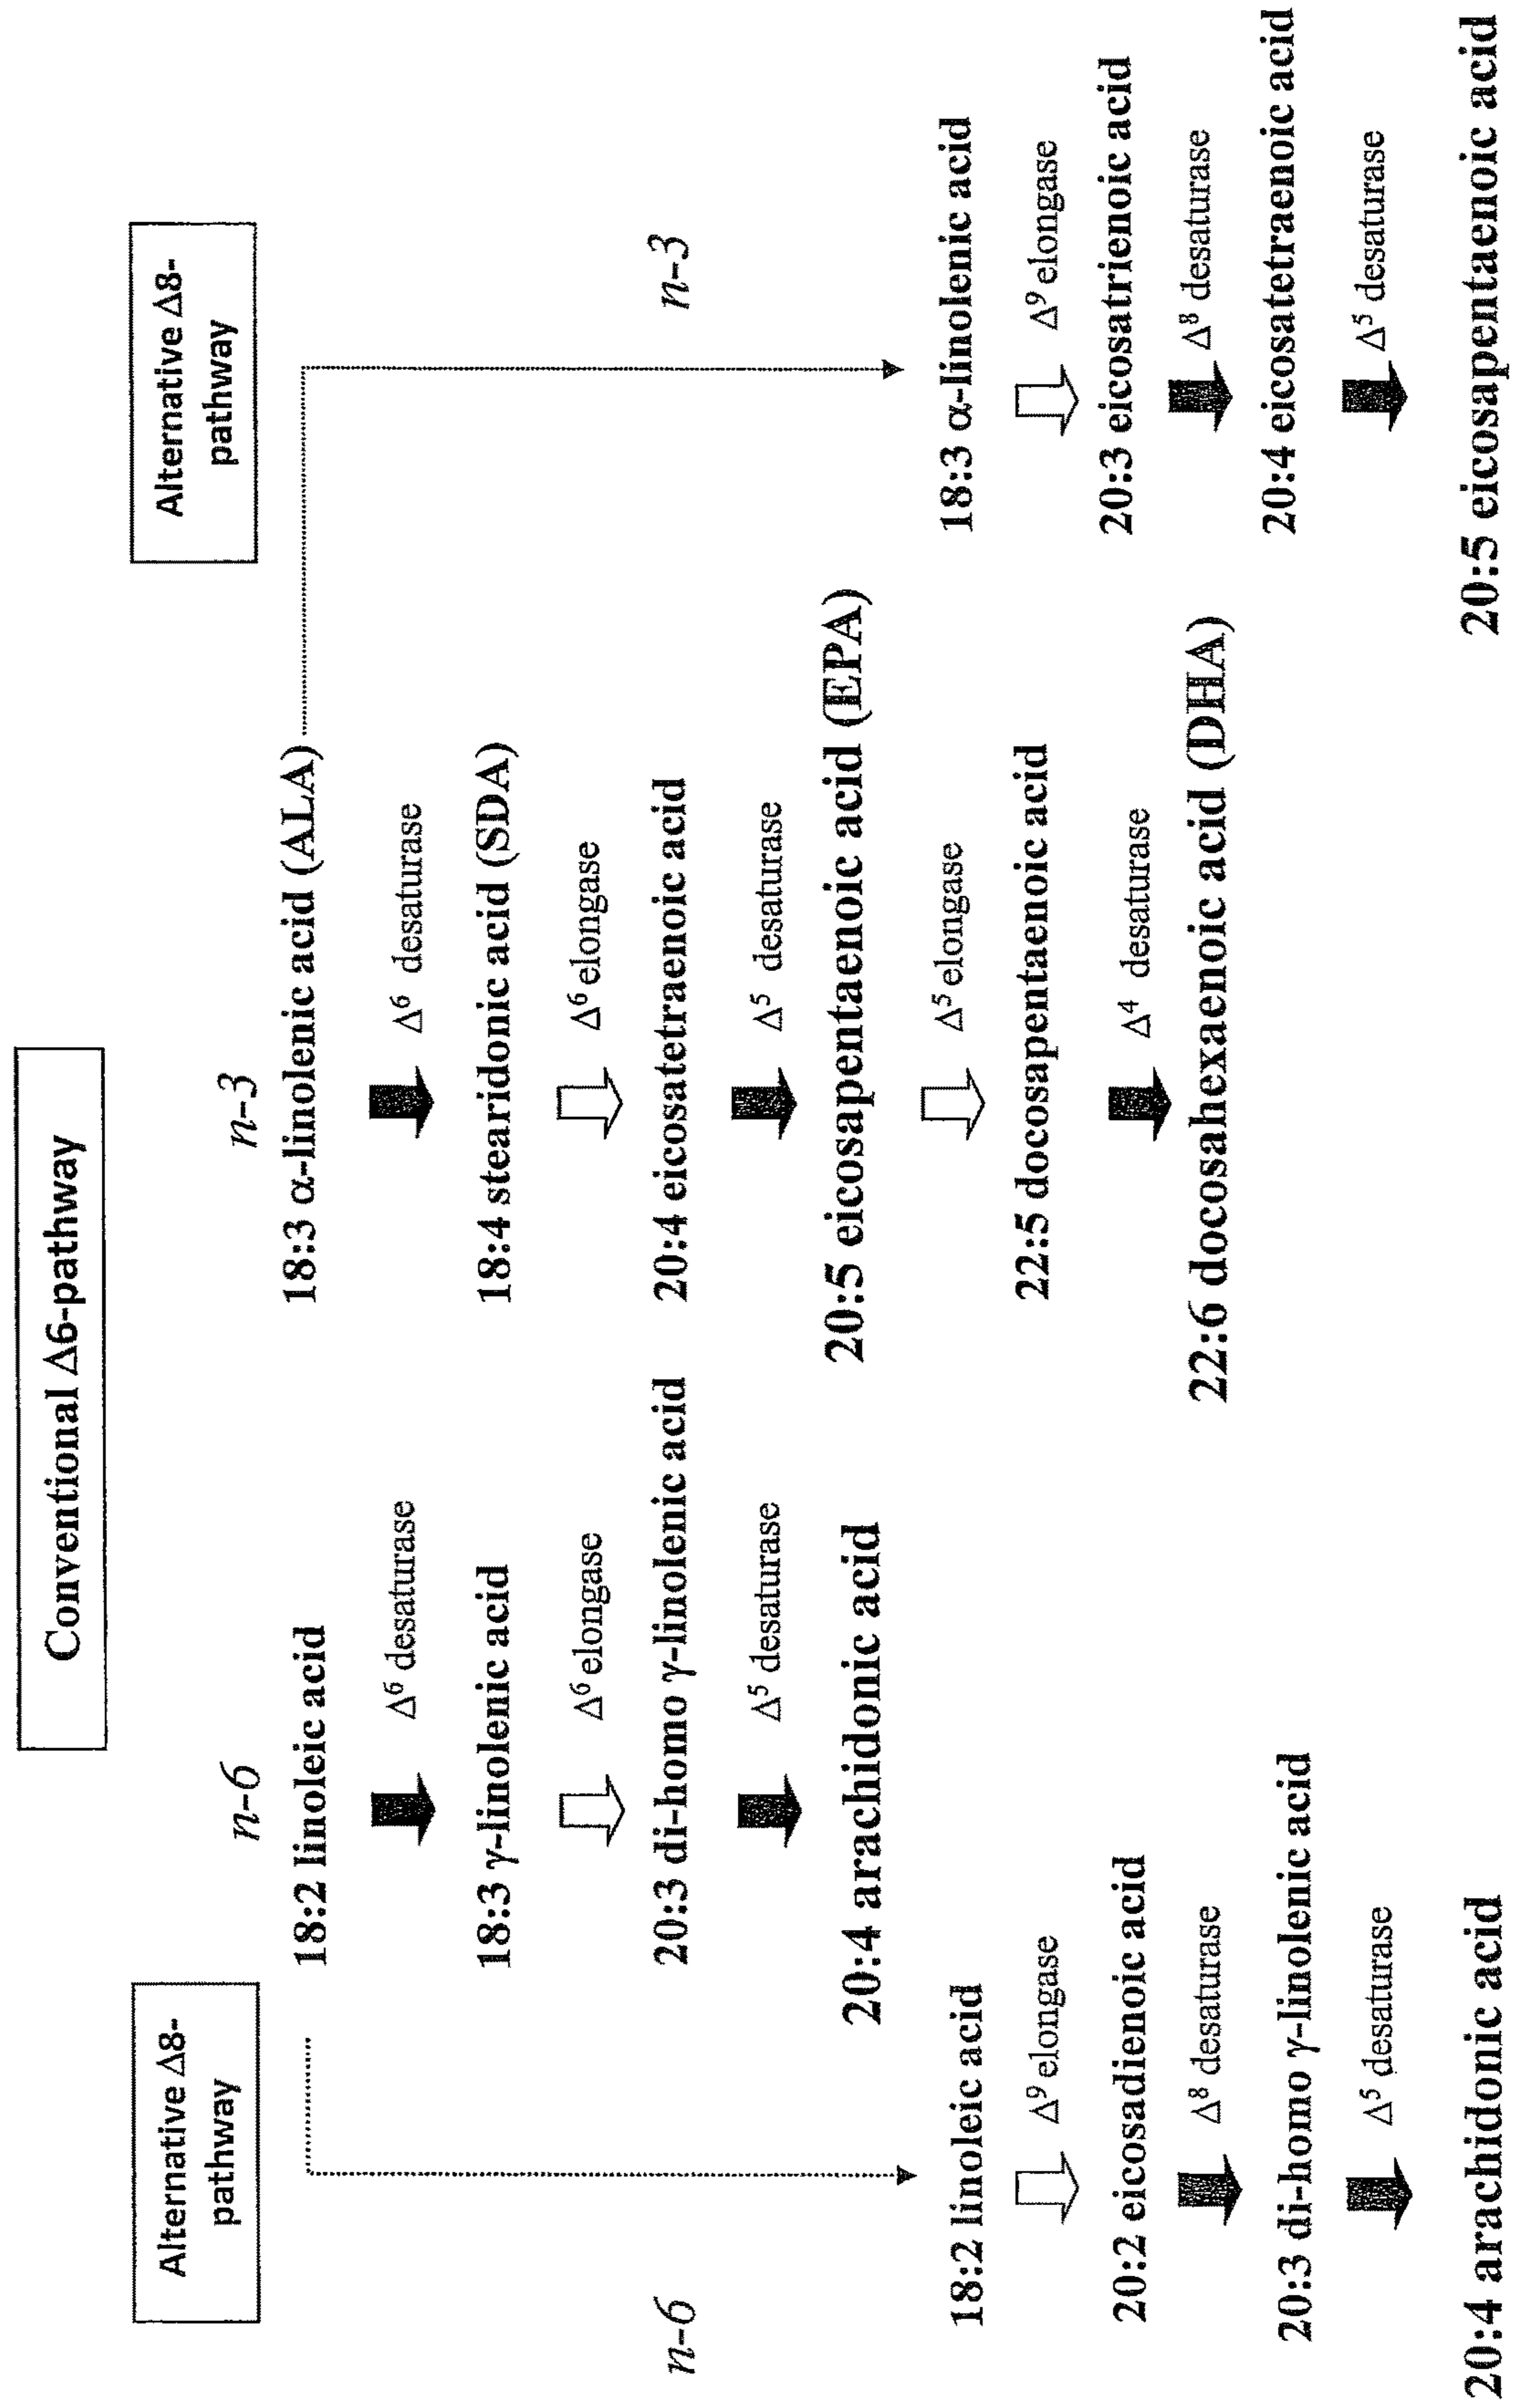 Conventional Δ6-pathway
Alternative Δ8-
pathway
n-6
18:2 linoleic acid
Δ6 desaturase
18:3 γ-linolenic acid
Δ6 elongase
20:3 di-homo γ-linolenic acid
Δ5 desaturase
20:4 arachidonic acid
n-3
18:3 α-linolenic acid (ALA)
Δ6 desaturase
18:4 stearidonic acid (SDA)
Δ6 elongase
20:4 eicosatetraenoic acid
Δ5 desaturase
20:5 eicosapentaenoic acid (EPA)
Δ5 elongase
22:5 docosapentaenoic acid
Δ4 desaturase
22:6 docosahexaenoic acid (DHA)
Alternative Δ8-
pathway
n-6
18:2 linoleic acid
Δ9 elongase
20:2 eicosadienoic acid
Δ8 desaturase
20:3 di-homo γ-linolenic acid
Δ5 desaturase
20:4 arachidonic acid
n-3
18:3 α-linolenic acid
Δ9 elongase
20:3 eicosatrienoic acid
Δ8 desaturase
20:4 eicosatetraenoic acid
Δ5 desaturase
20:5 eicosapentaenoic acid